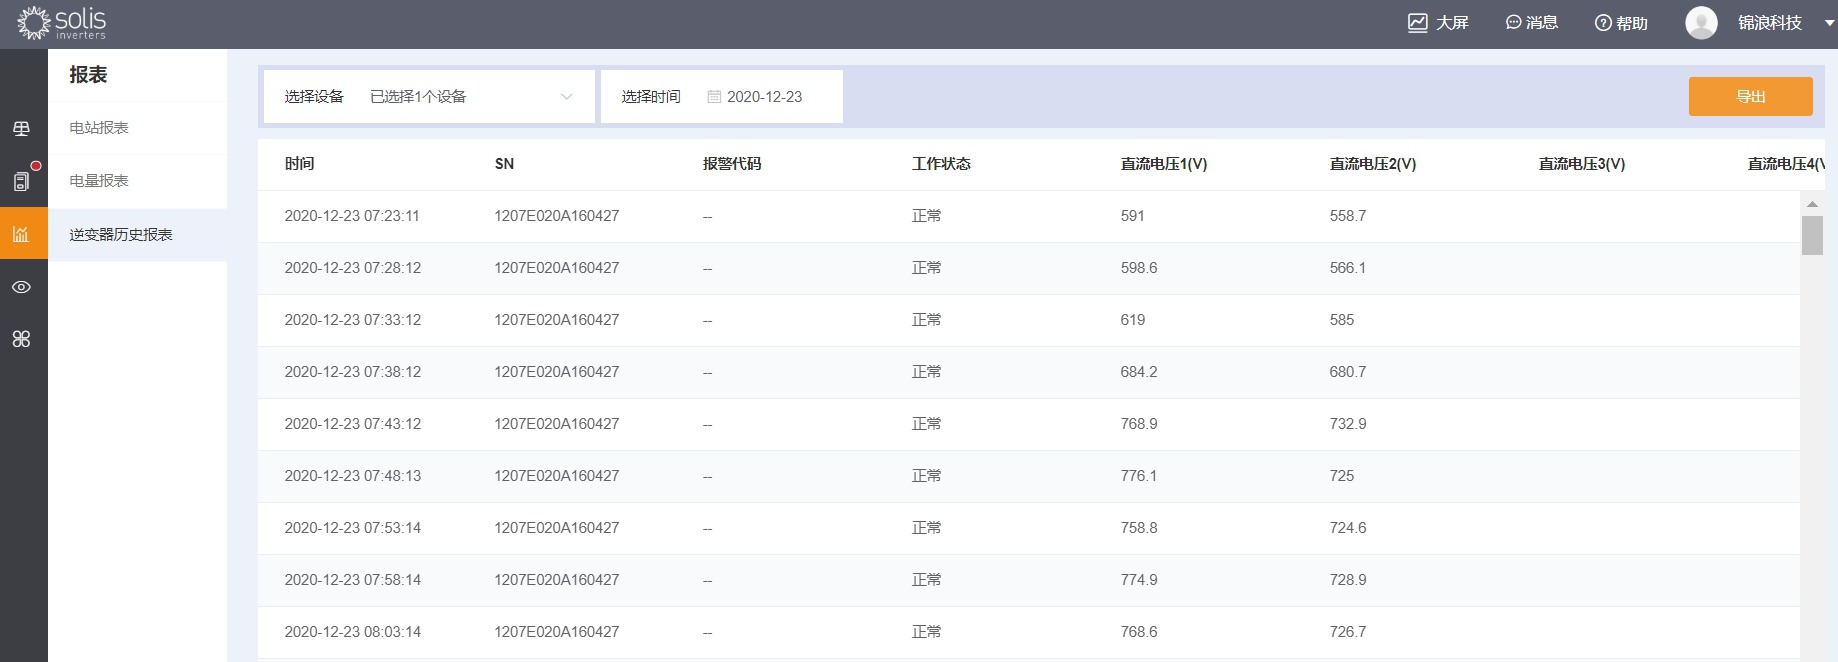 solis
inverters
大屏 消息 帮助 锦浪科技
报表
电站报表
电量报表
逆变器历史报表
选择设备 已选择1个设备 选择时间 2020-12-23 导出
时间 SN 报警代码 工作状态 直流电压1(V) 直流电压2(V) 直流电压3(V) 直流电压4(V
2020-12-23 07:23:11 1207E020A160427 -- 正常 591 558.7
2020-12-23 07:28:12 1207E020A160427 -- 正常 598.6 566.1
2020-12-23 07:33:12 1207E020A160427 -- 正常 619 585
2020-12-23 07:38:12 1207E020A160427 -- 正常 684.2 680.7
2020-12-23 07:43:12 1207E020A160427 -- 正常 768.9 732.9
2020-12-23 07:48:13 1207E020A160427 -- 正常 776.1 725
2020-12-23 07:53:14 1207E020A160427 -- 正常 758.8 724.6
2020-12-23 07:58:14 1207E020A160427 -- 正常 774.9 728.9
2020-12-23 08:03:14 1207E020A160427 -- 正常 768.6 726.7